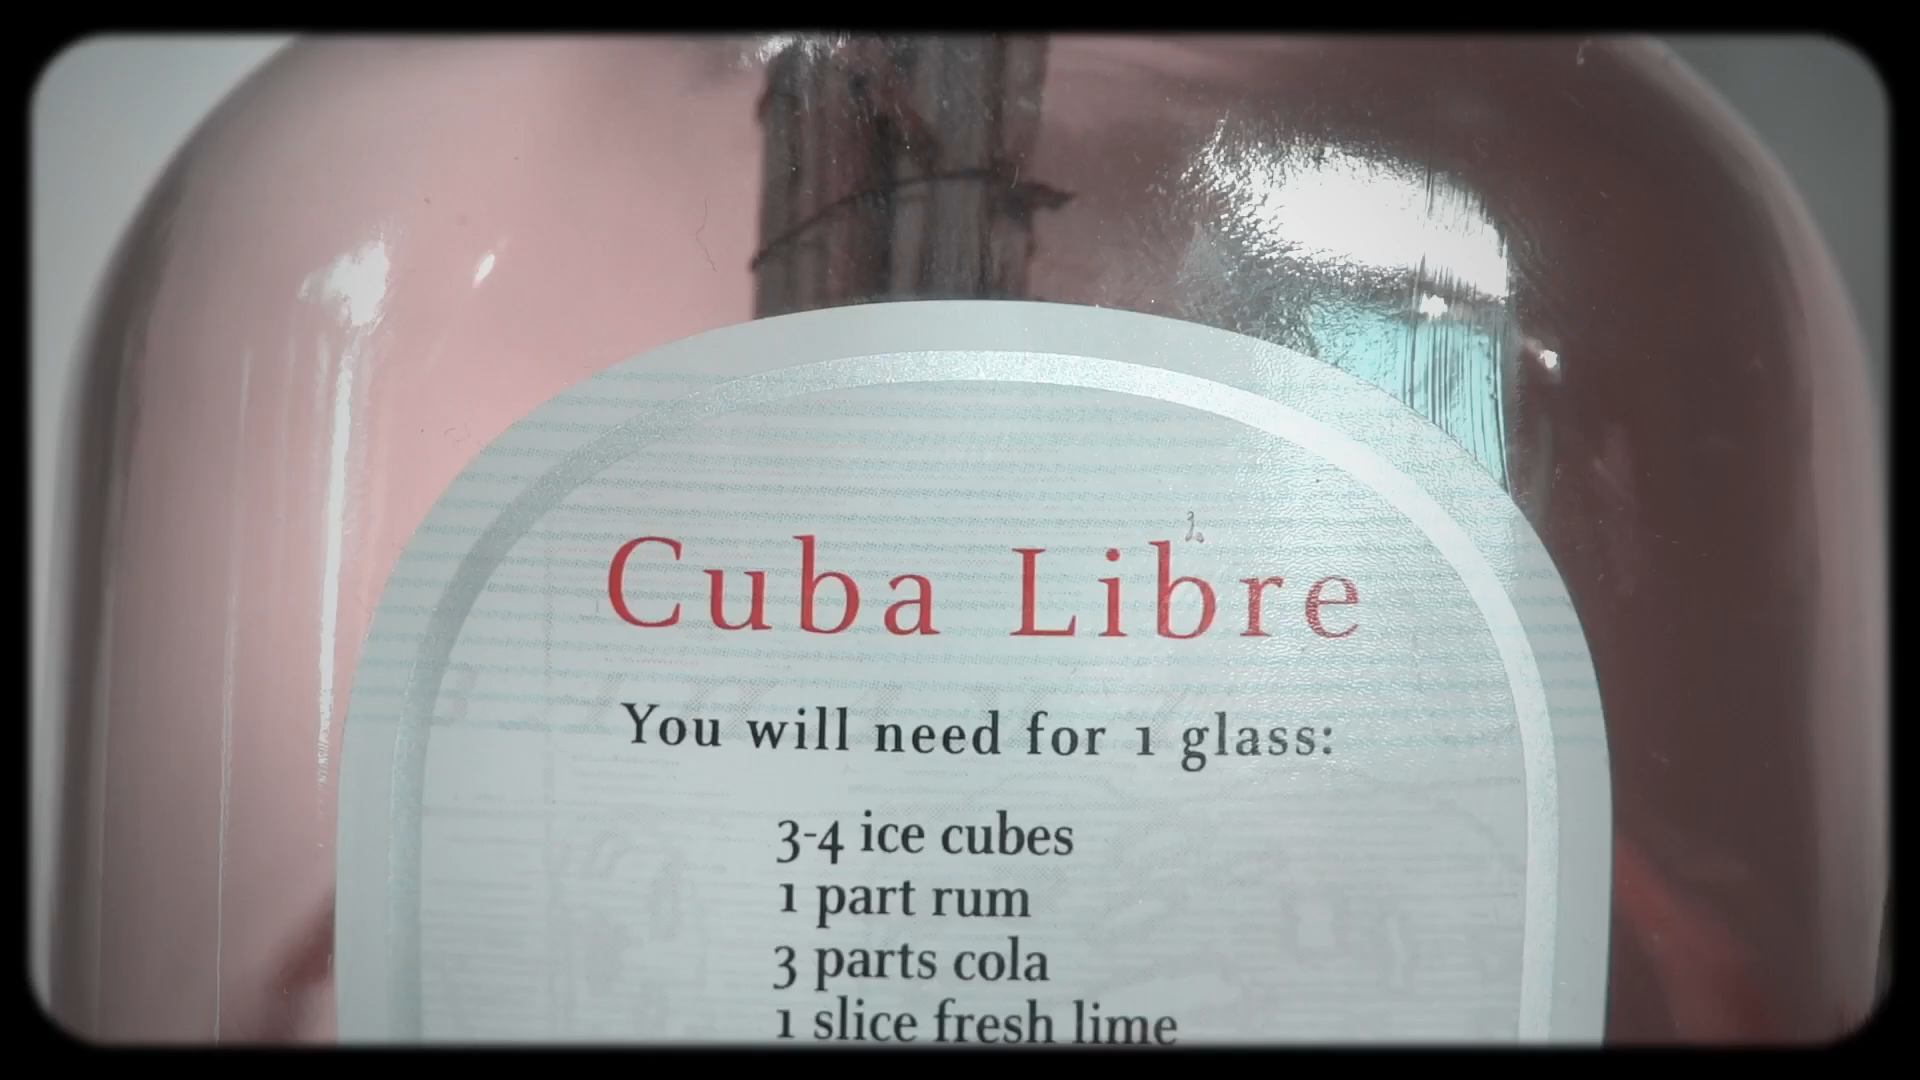 Cuba Libre
You will need for 1 glass:
3-4 ice cubes
1 part rum
3 parts cola
1 slice fresh lime